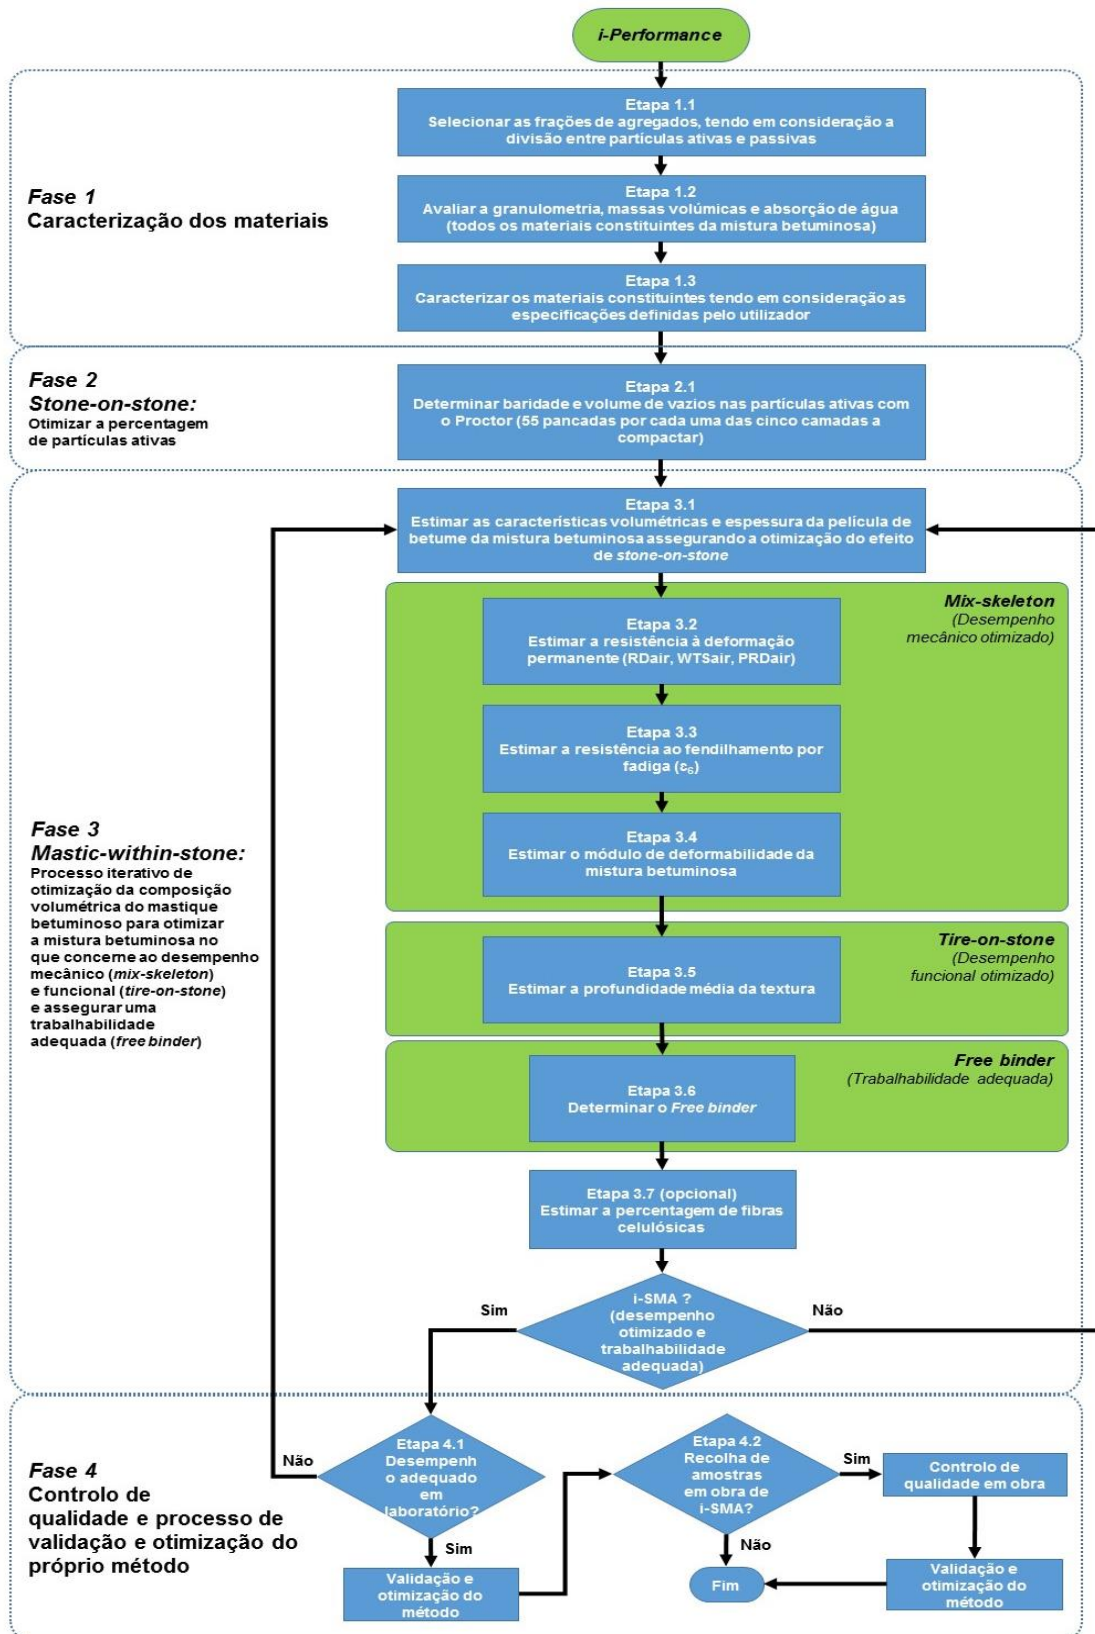 i-Performance
Etapa 1.1
Selecionar as frações de agregados, tendo em consideração a
divisão entre partículas ativas e passivas
Fase 1
Caracterização dos materiais
Etapa 1.2
Avaliar a granulometria, massas volúmicas e absorção de água
(todos os materiais constituintes da mistura betuminosa)
Etapa 1.3
Caracterizar os materiais constituintes tendo em consideração as
especificações definidas pelo utilizador
Fase 2
Stone-on-stone:
Otimizar a percentagem
de partículas ativas
Etapa 2.1
Determinar baridade e volume de vazios nas partículas ativas com
o Proctor (55 pancadas por cada uma das cinco camadas a
compactar)
Etapa 3.1
Estimar as características volumétricas e espessura da película de
betume da mistura betuminosa assegurando a otimização do efeito
de stone-on-stone
Mix-skeleton
(Desempenho
mecânico otimizado)
Etapa 3.2
Estimar a resistência à deformação
permanente (RDair, WTSair, PRDair)
Etapa 3.3
Estimar a resistência ao fendilhamento por
fadiga (ε₆)
Etapa 3.4
Estimar o módulo de deformabilidade da
mistura betuminosa
Fase 3
Mastic-within-stone:
Processo iterativo de
otimização da composição
volumétrica do mastique
betuminoso para otimizar
a mistura betuminosa no
que concerne ao desempenho
mecânico (mix-skeleton)
e funcional (tire-on-stone)
e assegurar uma
trabalhabilidade
adequada (free binder)
Tire-on-stone
(Desempenho
funcional otimizado)
Etapa 3.5
Estimar a profundidade média da textura
Free binder
(Trabalhabilidade adequada)
Etapa 3.6
Determinar o Free binder
Etapa 3.7 (opcional)
Estimar a percentagem de fibras
celulósicas
Sim
i-SMA ?
(desempenho
otimizado e
trabalhabilidade
adequada)
Não
Fase 4
Controlo de
qualidade e processo de
validação e otimização do
próprio método
Não
Etapa 4.1
Desempenh
o adequado
em
laboratório?
Sim
Validação e
otimização do
método
Etapa 4.2
Recolha de
amostras
em obra de
i-SMA?
Sim
Não
Fim
Controlo de
qualidade em obra
Validação e
otimização do
método